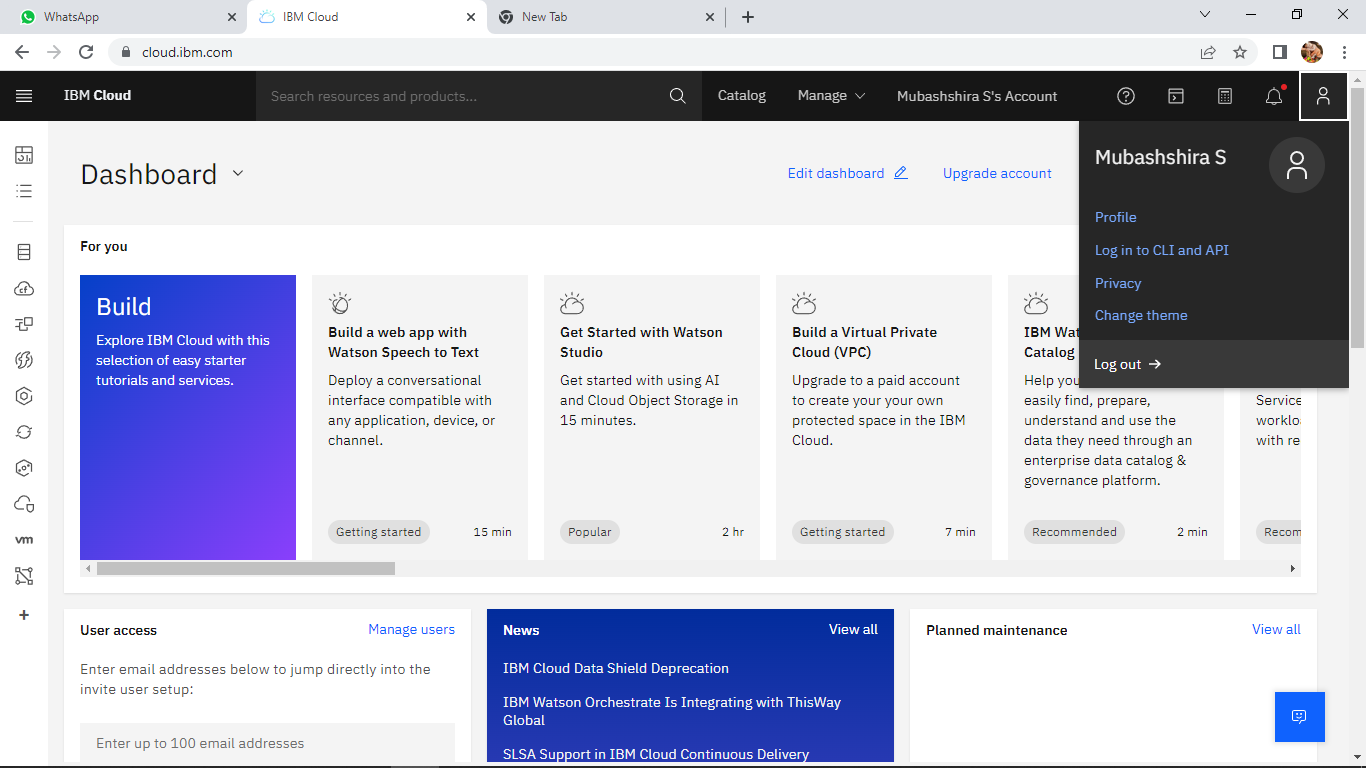 WhatsApp
IBM Cloud
New Tab
cloud.ibm.com
IBM Cloud
Search resources and products...
Catalog
Manage
Mubashshira S's Account
Mubashshira S
Profile
Log in to CLI and API
Privacy
Change theme
Log out
Dashboard
Edit dashboard
Upgrade account
For you
Build
Explore IBM Cloud with this
selection of easy starter
tutorials and services.
Build a web app with
Watson Speech to Text
Deploy a conversational
interface compatible with
any application, device, or
channel.
Getting started
15 min
Get Started with Watson
Studio
Get started with using AI
and Cloud Object Storage in
15 minutes.
Popular
2 hr
Build a Virtual Private
Cloud (VPC)
Upgrade to a paid account
to create your your own
protected space in the IBM
Cloud.
Getting started
7 min
IBM Wat
Catalog
Help you
easily find, prepare,
understand and use the
data they need through an
enterprise data catalog &
governance platform.
Recommended
2 min
Service
worklo
with re
Recom
cf
vm
User access
Manage users
Enter email addresses below to jump directly into the
invite user setup:
Enter up to 100 email addresses
News
View all
IBM Cloud Data Shield Deprecation
IBM Watson Orchestrate Is Integrating with ThisWay
Global
SLSA Support in IBM Cloud Continuous Delivery
Planned maintenance
View all